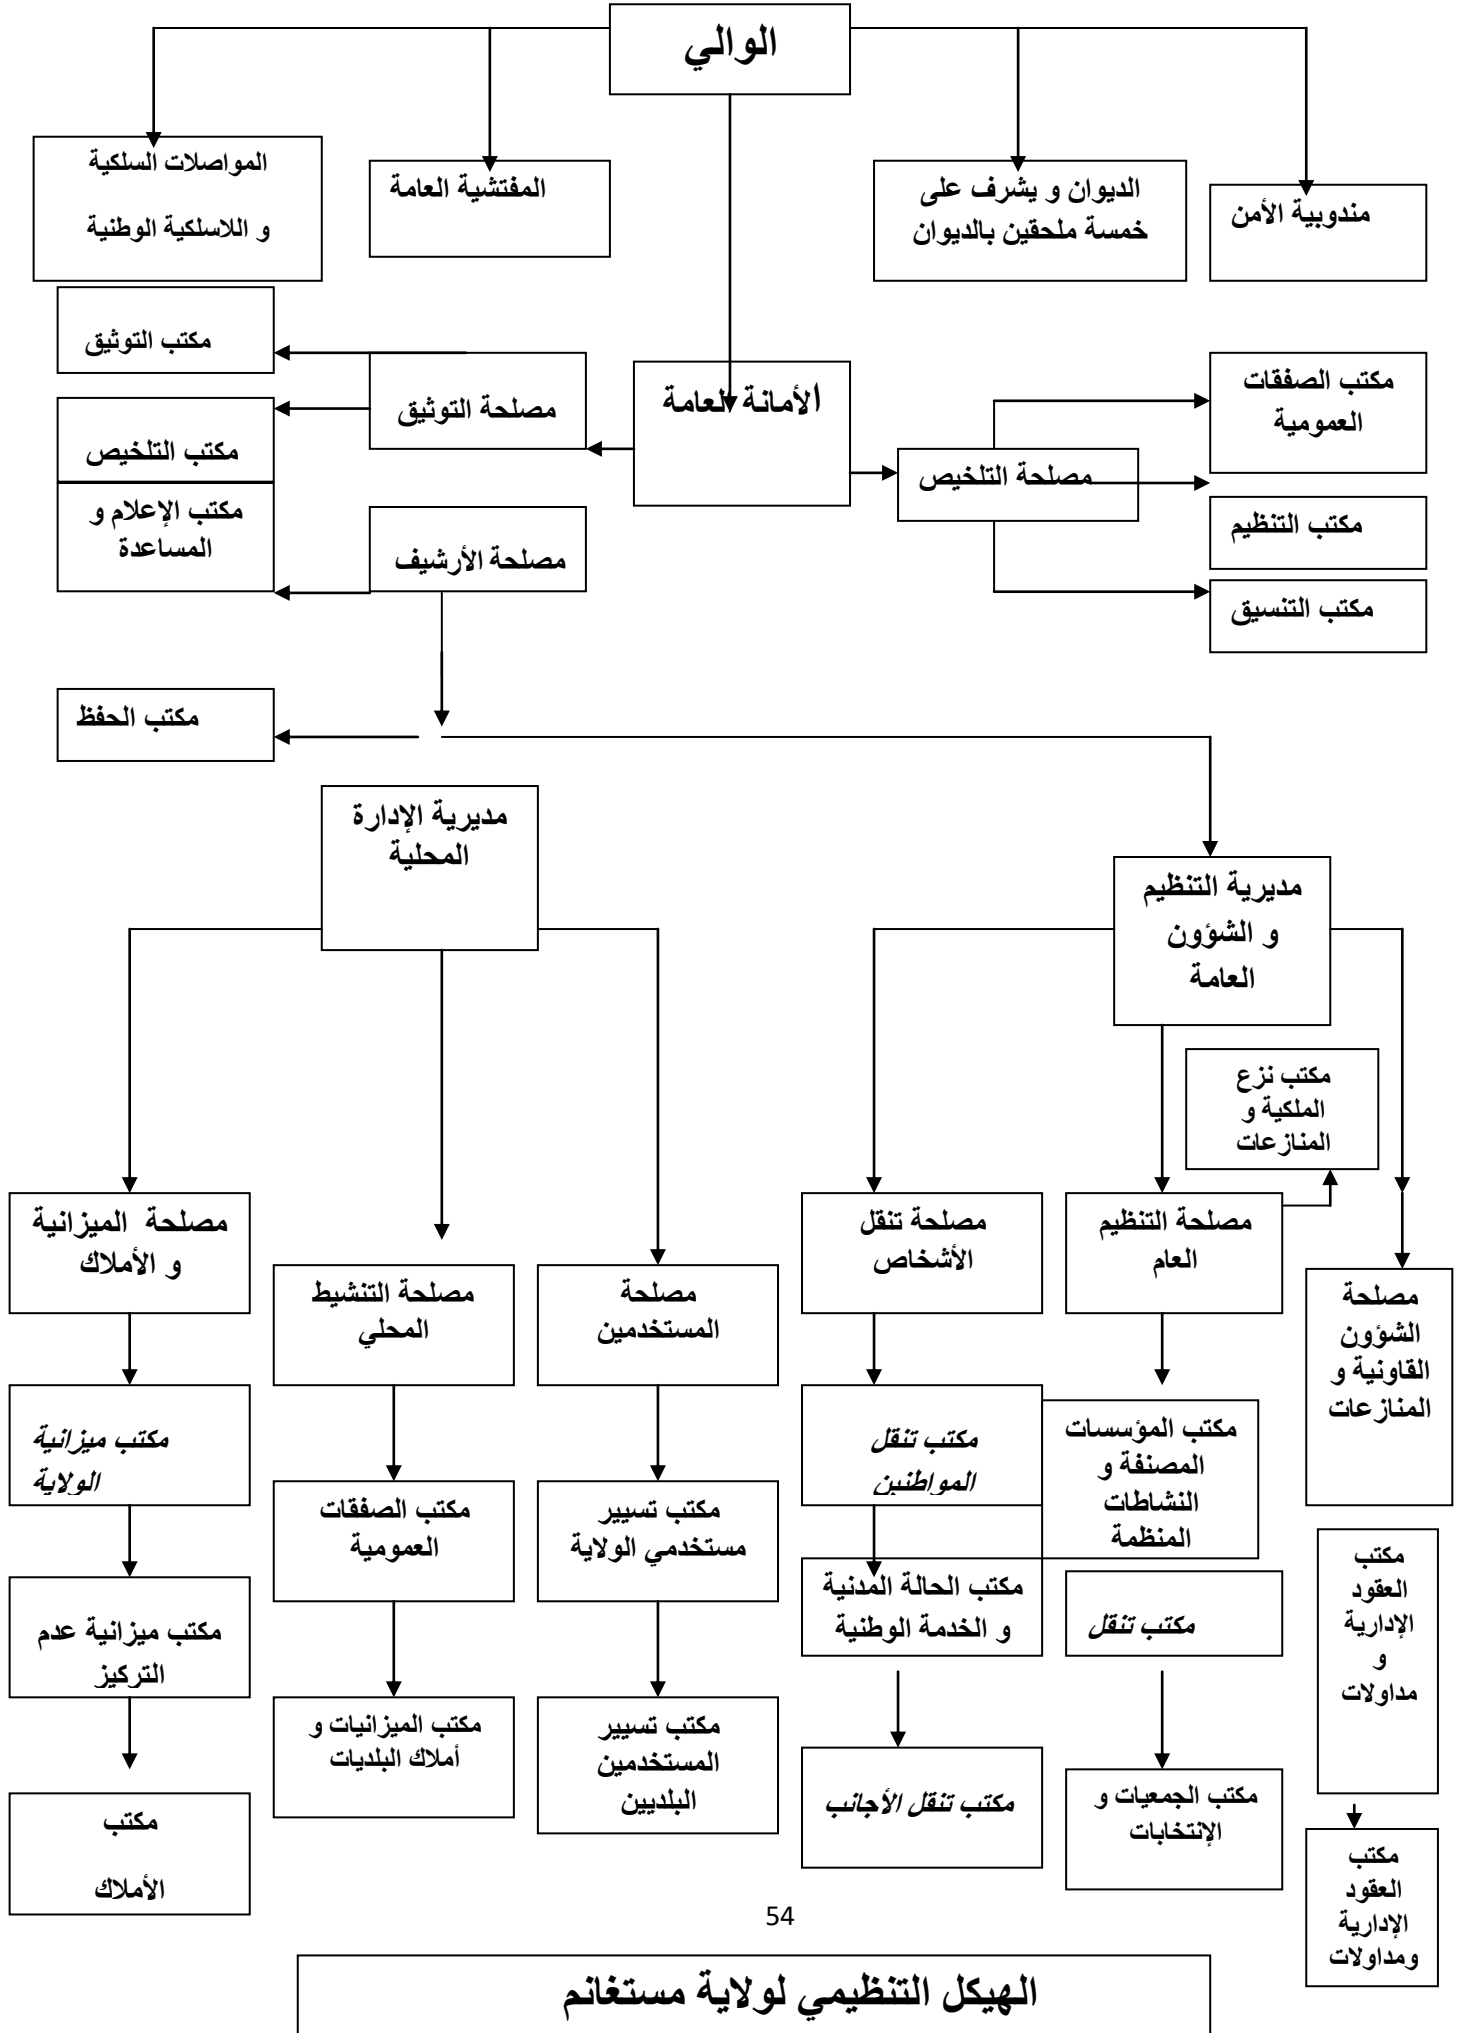 الوالي
مندوبية الأمن
الديوان و يشرف على
خمسة ملحقين بالديوان
المفتشية العامة
المواصلات السلكية
و اللاسلكية الوطنية
مكتب التوثيق
مكتب الصفقات
العمومية
الأمانة العامة
مصلحة التوثيق
مكتب التلخيص
مصلحة التلخيص
مكتب التنظيم
مكتب الإعلام و
المساعدة
مصلحة الأرشيف
مكتب التنسيق
مكتب الحفظ
مديرية الإدارة
المحلية
مديرية التنظيم
و الشؤون
العامة
مكتب نزع
الملكية و
المنازعات
مصلحة الشؤون
القاونية و
المنازعات
مصلحة التنظيم
العام
مصلحة تنقل
الأشخاص
مصلحة
المستخدمين
مصلحة التنشيط
المحلي
مصلحة الميزانية
و الأملاك
مكتب المؤسسات
المصنفة و
النشاطات
المنظمة
مكتب تنقل
المواطنين
مكتب تسيير
مستخدمي الولاية
مكتب الصفقات
العمومية
مكتب ميزانية
الولاية
مكتب
العقود
الإدارية
و
مداولات
مكتب تنقل
مكتب الحالة المدنية
و الخدمة الوطنية
مكتب ميزانية عدم
التركيز
مكتب الجمعيات و
الإنتخابات
مكتب تنقل الأجانب
مكتب تسيير
المستخدمين
البلديين
مكتب الميزانيات و
أملاك البلديات
مكتب
الأملاك
مكتب
العقود
الإدارية
ومداولات
54
الهيكل التنظيمي لولاية مستغانم